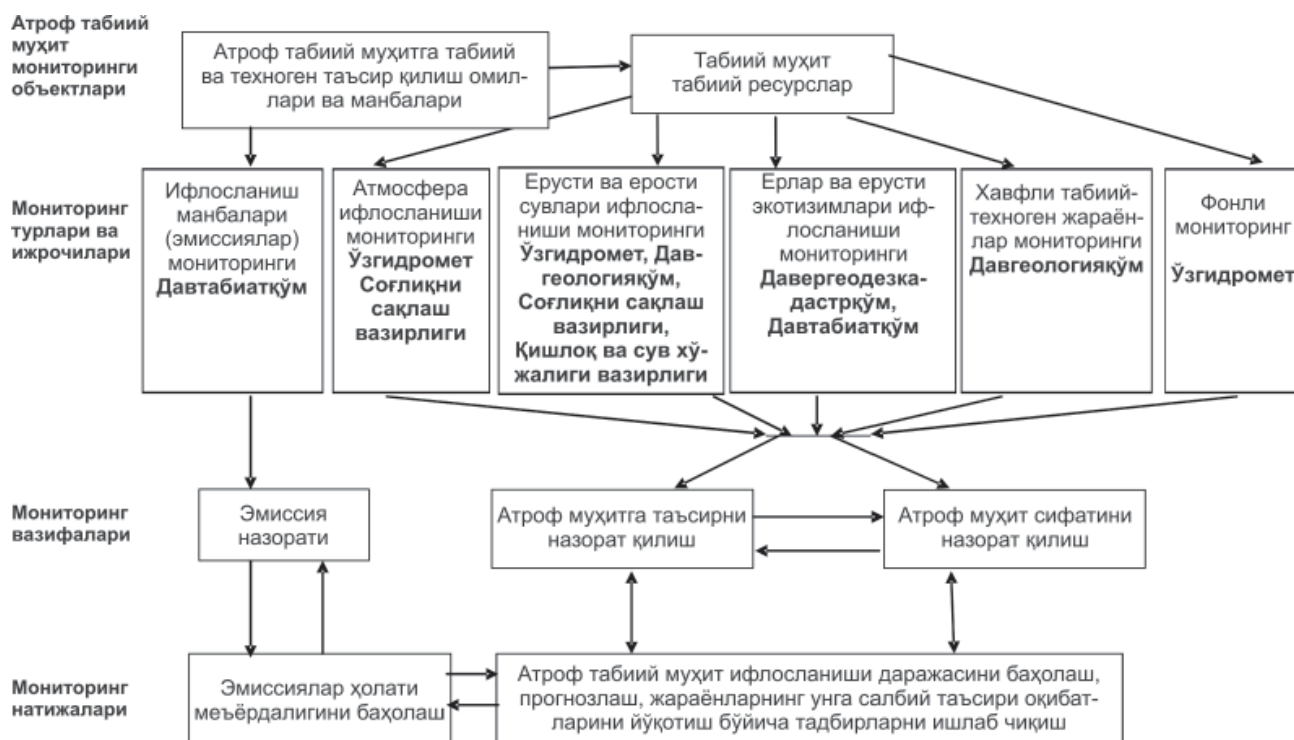 Атроф табиий
муҳит
мониторинги
объектлари
Атроф табиий муҳитга табиий
ва техноген таъсир қилиш омил-
лари ва манбалари
Табиий муҳит
табиий ресурслар
Мониторинг
турлари ва
ижрочилари
Ифлосланиш
манбалари
(эмиссиялар)
мониторинги
Давтабиатқўм
Атмосфера
ифлосланиши
мониторинги
Ўзгидромет
Соғлиқни
сақлаш
вазирлиги
Ерусти ва ерости
сувлари ифлосла-
ниши мониторинги
Ўзгидромет, Дав-
геологияқўм,
Соғлиқни сақлаш
вазирлиги,
Қишлоқ ва сув хў-
жалиги вазирлиги
Ерлар ва ерусти
экотизимлари иф-
лосланиши
мониторинги
Давергеодезка-
дастрқўм,
Давтабиатқўм
Хавфли табиий-
техноген жараён-
лар мониторинги
Давгеологияқўм
Фонли
мониторинг
Ўзгидромет
Мониторинг
вазифалари
Эмиссия
назорати
Атроф муҳитга таъсирни
назорат қилиш
Атроф муҳит сифатини
назорат қилиш
Мониторинг
натижалари
Эмиссиялар ҳолати
меъёрдалигини баҳолаш
Атроф табиий муҳит ифлосланиши даражасини баҳолаш,
прогнозлаш, жараёнларнинг унга салбий таъсири оқибат-
ларини йўқотиш бўйича тадбирларни ишлаб чиқиш